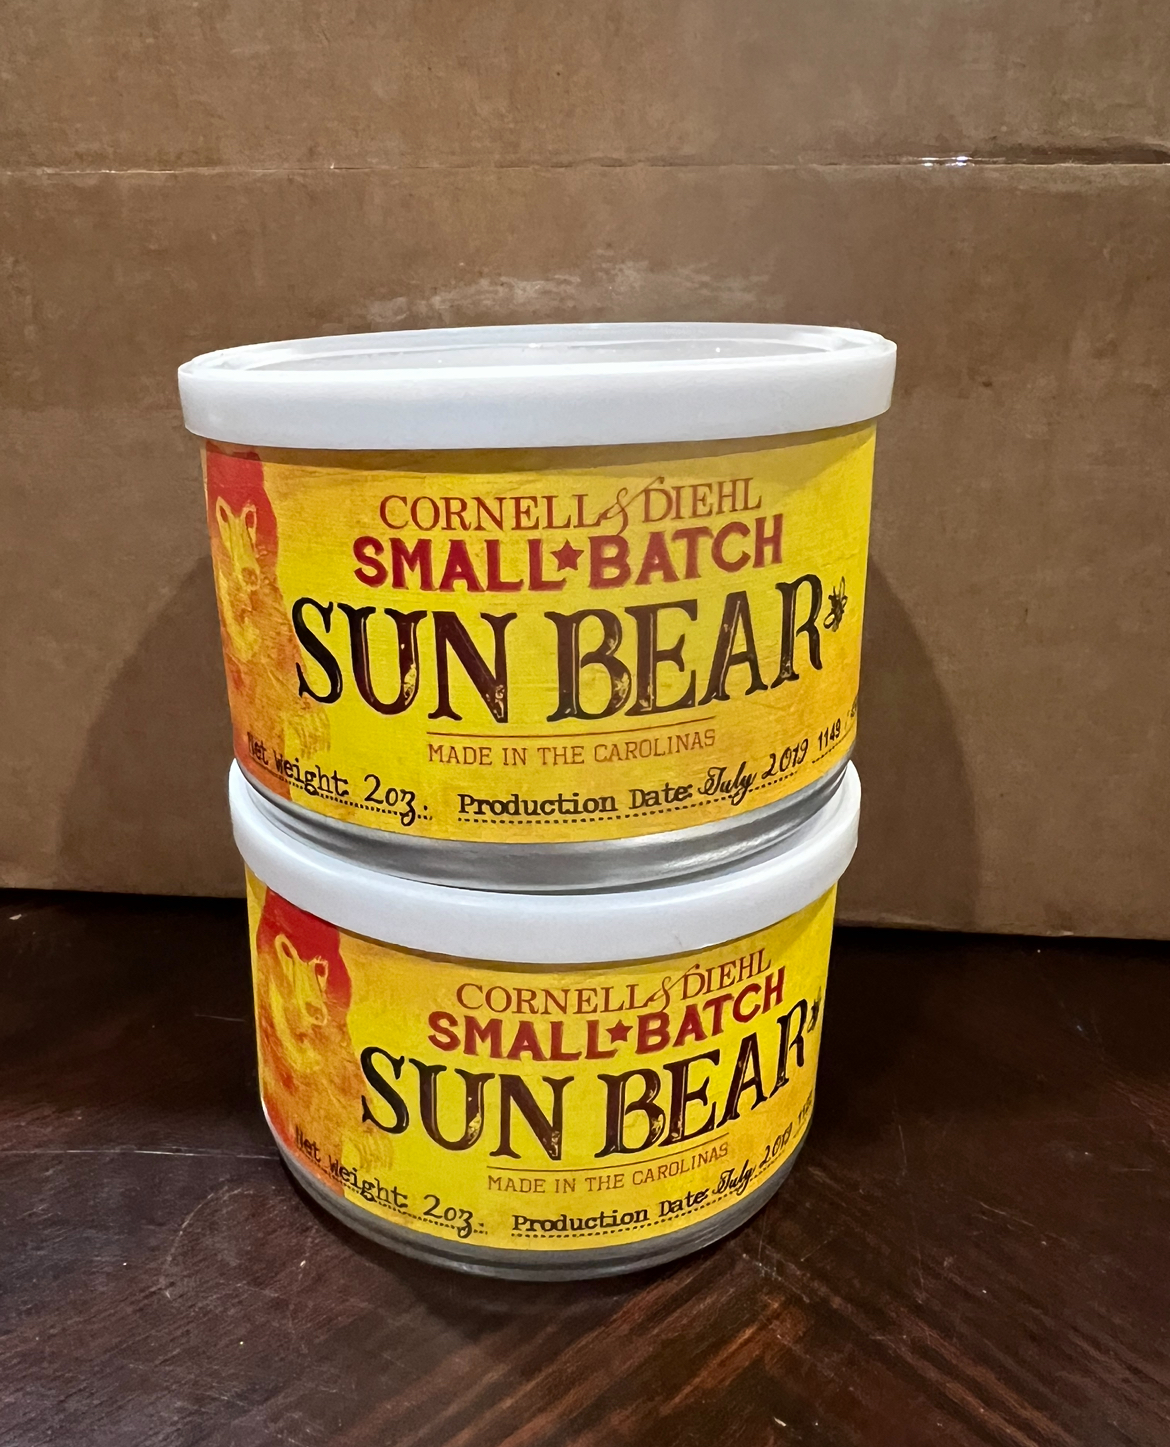 CORNELL & DIEHL
SMALL★BATCH
SUN BEAR
MADE IN THE CAROLINAS
Net Weight: 2oz. Production Date: July 2019 1149
CORNELL & DIEHL
SMALL★BATCH
SUN BEAR
MADE IN THE CAROLINAS
Net Weight: 2oz. Production Date: July 2019